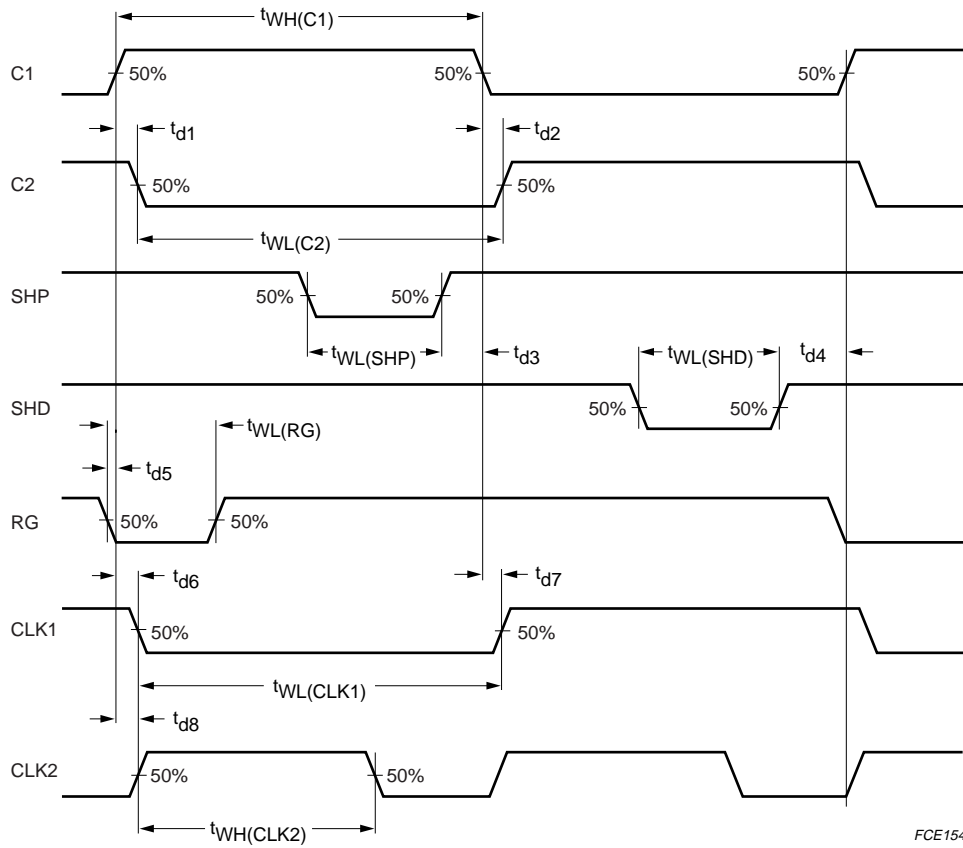 tWH(C1)
C1
50%
50%
50%
td1
td2
C2
50%
50%
tWL(C2)
SHP
50%
50%
tWL(SHP)
td3
tWL(SHD)
td4
SHD
50%
50%
tWL(RG)
td5
RG
50%
50%
td6
td7
CLK1
50%
50%
tWL(CLK1)
td8
CLK2
50%
50%
tWH(CLK2)
FCE154